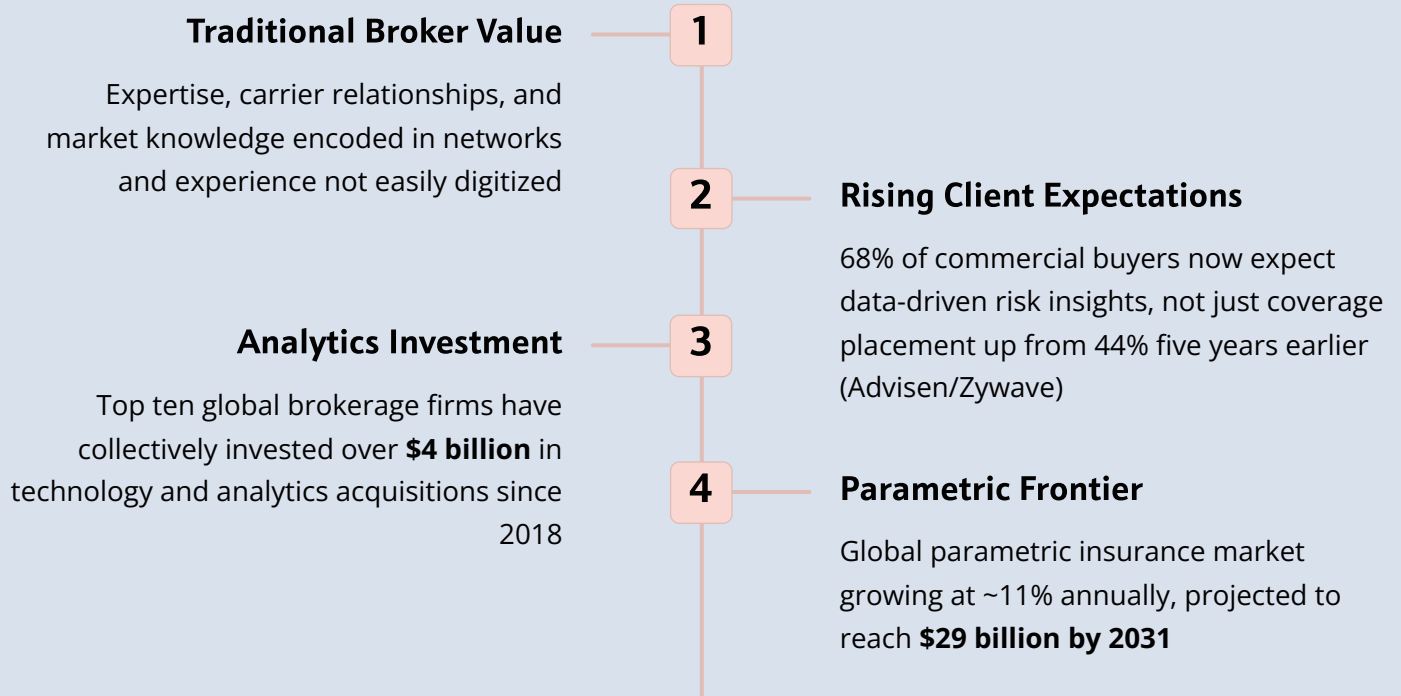 Traditional Broker Value
1
Expertise, carrier relationships, and
market knowledge encoded in networks
and experience not easily digitized
2
Rising Client Expectations
68% of commercial buyers now expect
data-driven risk insights, not just coverage
placement up from 44% five years earlier
(Advisen/Zywave)
Analytics Investment
3
Top ten global brokerage firms have
collectively invested over $4 billion in
technology and analytics acquisitions since
2018
4
Parametric Frontier
Global parametric insurance market
growing at ~11% annually, projected to
reach $29 billion by 2031